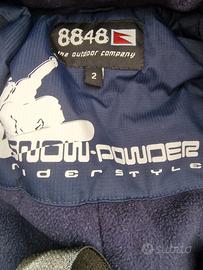 8848
the outdoor company
2
SNOW-POWDER
riderstyle
subito